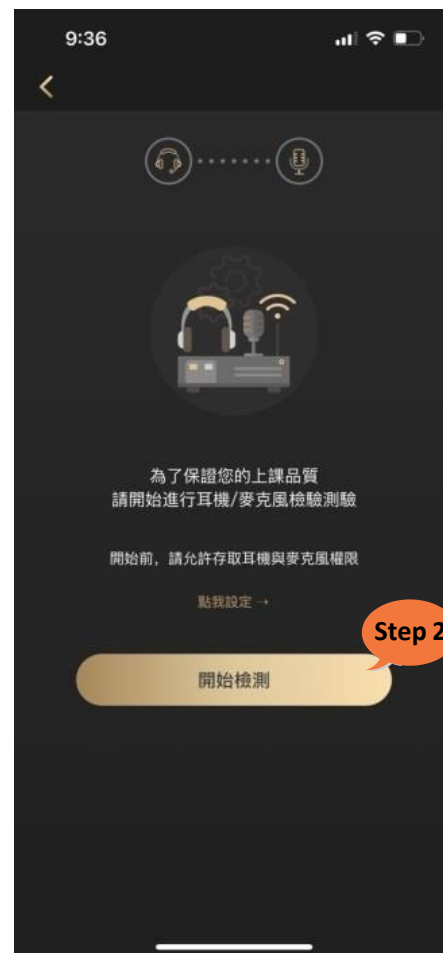 9:36
為了保證您的上課品質
請開始進行耳機/麥克風檢驗測驗
開始前，請允許存取耳機與麥克風權限
點我設定 →
Step 2
開始檢測